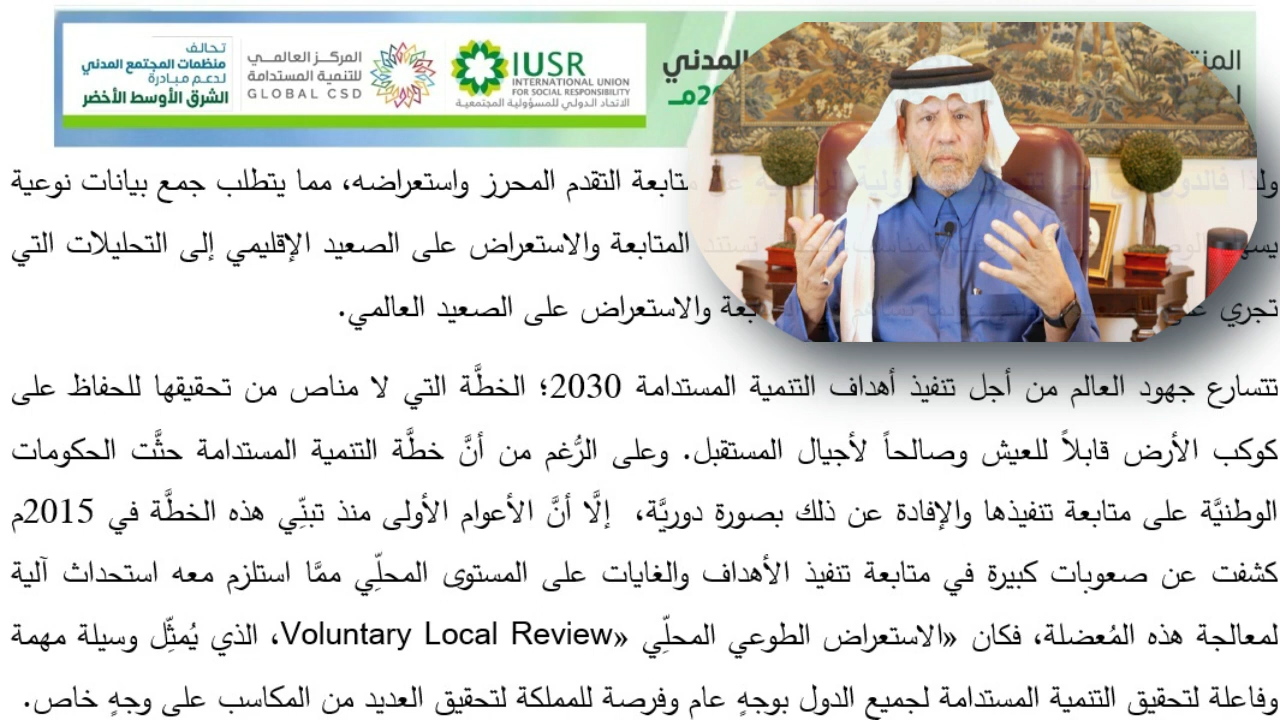 تحالف
منظمات المجتمع المدني
لدعم مبادرة
الشرق الأوسط الأخضر
المركز العالمي
للتنمية المستدامة
GLOBAL CSD
IUSR
INTERNATIONAL UNION
FOR SOCIAL RESPONSIBILITY
الاتحاد الدولي للمسؤولية المجتمعية
المدني
متابعة التقدم المحرز واستعراضه، مما يتطلب جمع بيانات نوعية
المتابعة والاستعراض على الصعيد الإقليمي إلى التحليلات التي
تجري والاستعراض على الصعيد العالمي.
تتسارع جهود العالم من أجل تنفيذ أهداف التنمية المستدامة 2030؛ الخطَّة التي لا مناص من تحقيقها للحفاظ على
كوكب الأرض قابلاً للعيش وصالحاً لأجيال المستقبل. وعلى الرُّغم من أنَّ خطَّة التنمية المستدامة حثَّت الحكومات
الوطنيَّة على متابعة تنفيذها والإفادة عن ذلك بصورة دوريَّة، إلَّا أنَّ الأعوام الأولى منذ تبنِّي هذه الخطَّة في 2015م
كشفت عن صعوبات كبيرة في متابعة تنفيذ الأهداف والغايات على المستوى المحلِّي ممَّا استلزم معه استحداث آلية
لمعالجة هذه المُعضلة، فكان «الاستعراض الطوعي المحلِّي «Voluntary Local Review، الذي يُمثِّل وسيلة مهمة
وفاعلة لتحقيق التنمية المستدامة لجميع الدول بوجهٍ عام وفرصة للمملكة لتحقيق العديد من المكاسب على وجهٍ خاص.